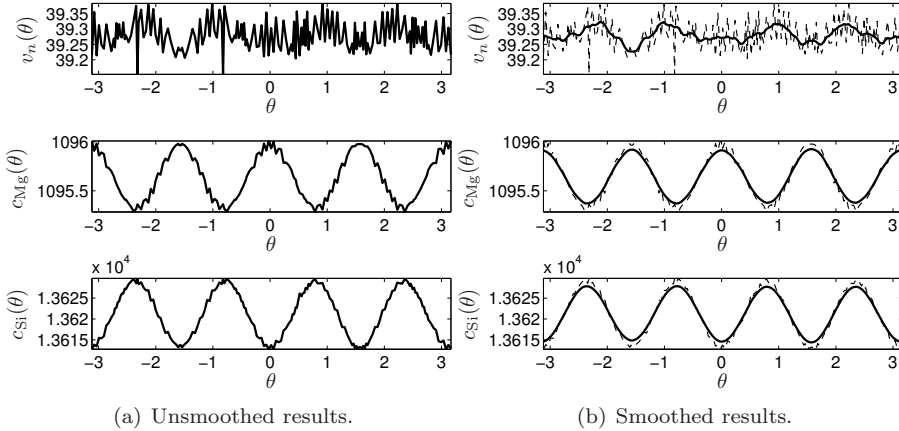 39.35
39.3
39.25
39.2
v_n(θ)
−3 −2 −1 0 1 2 3
θ
1096
1095.5
c_Mg(θ)
−3 −2 −1 0 1 2 3
θ
x 10^4
1.3625
1.362
1.3615
c_Si(θ)
−3 −2 −1 0 1 2 3
θ
(a) Unsmoothed results.
39.35
39.3
39.25
39.2
v_n(θ)
−3 −2 −1 0 1 2 3
θ
1096
1095.5
c_Mg(θ)
−3 −2 −1 0 1 2 3
θ
x 10^4
1.3625
1.362
1.3615
c_Si(θ)
−3 −2 −1 0 1 2 3
θ
(b) Smoothed results.